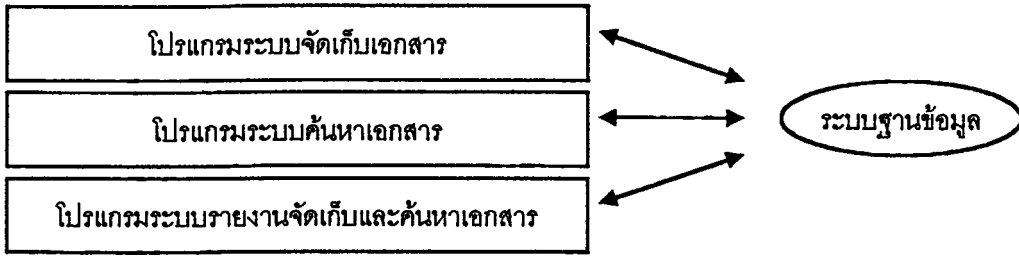 โปรแกรมระบบจัดเก็บเอกสาร
โปรแกรมระบบค้นหาเอกสาร
ระบบฐานข้อมูล
โปรแกรมระบบรายงานจัดเก็บและค้นหาเอกสาร